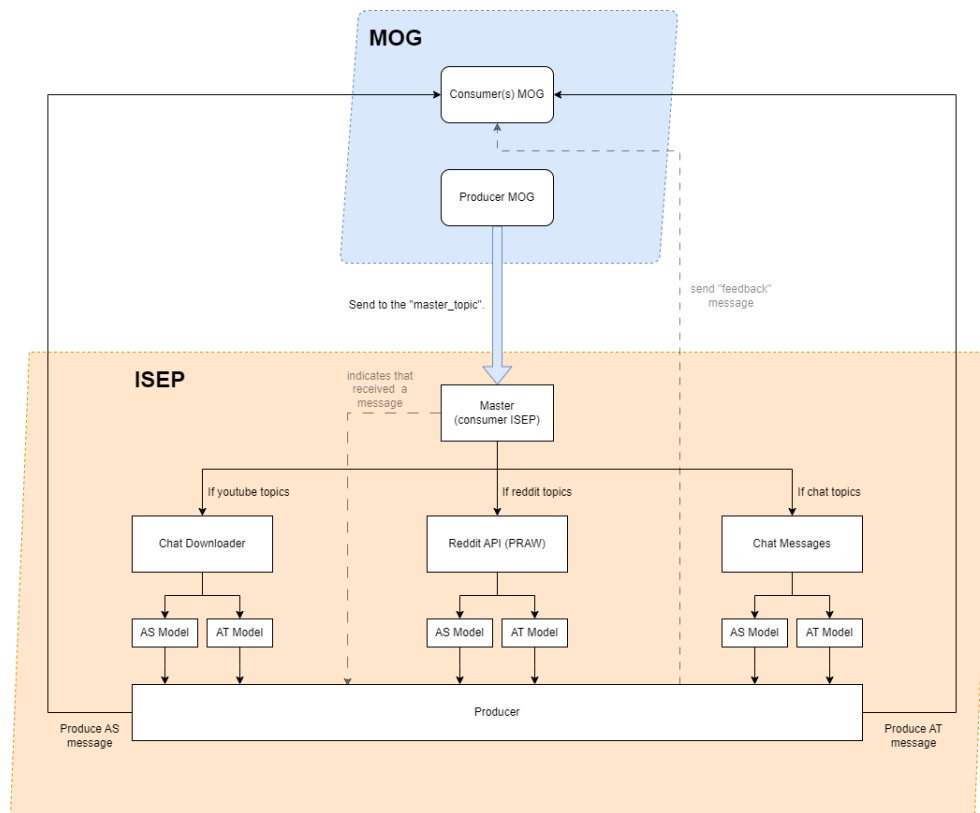 MOG
Consumer(s) MOG
Producer MOG
Send to the "master_topic".
send "feedback"
message
ISEP
indicates that
received a
message
Master
(consumer ISEP)
If youtube topics
If reddit topics
If chat topics
Chat Downloader
Reddit API (PRAW)
Chat Messages
AS Model
AT Model
AS Model
AT Model
AS Model
AT Model
Producer
Produce AS
message
Produce AT
message